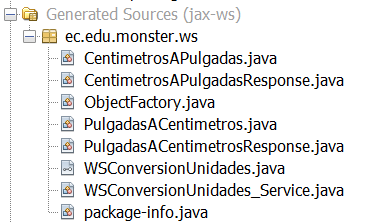 Generated Sources (jax-ws)
ec.edu.monster.ws
CentimetrosAPulgadas.java
CentimetrosAPulgadasResponse.java
ObjectFactory.java
PulgadasACentimetros.java
PulgadasACentimetrosResponse.java
WSConversionUnidades.java
WSConversionUnidades_Service.java
package-info.java